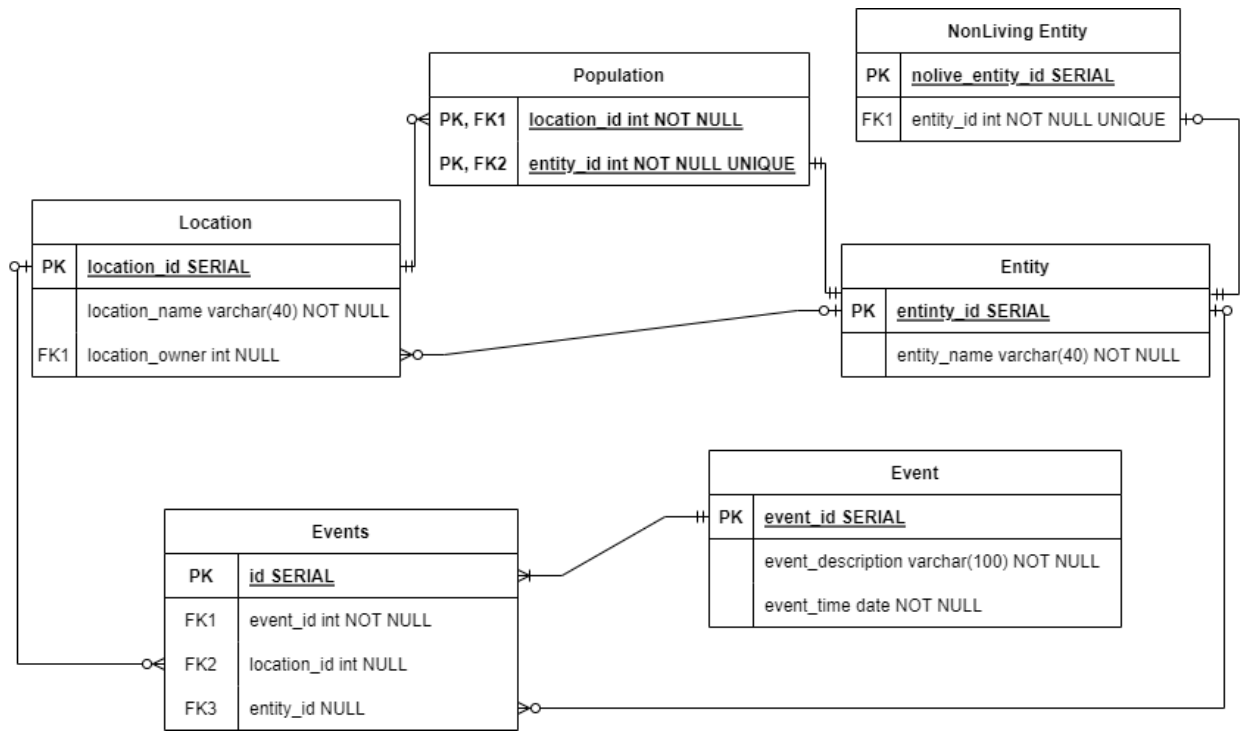 NonLiving Entity
PK nolive_entity_id SERIAL
FK1 entity_id int NOT NULL UNIQUE
Population
PK, FK1 location_id int NOT NULL
PK, FK2 entity_id int NOT NULL UNIQUE
Location
PK location_id SERIAL
location_name varchar(40) NOT NULL
FK1 location_owner int NULL
Entity
PK entinty_id SERIAL
entity_name varchar(40) NOT NULL
Event
PK event_id SERIAL
event_description varchar(100) NOT NULL
event_time date NOT NULL
Events
PK id SERIAL
FK1 event_id int NOT NULL
FK2 location_id int NULL
FK3 entity_id NULL